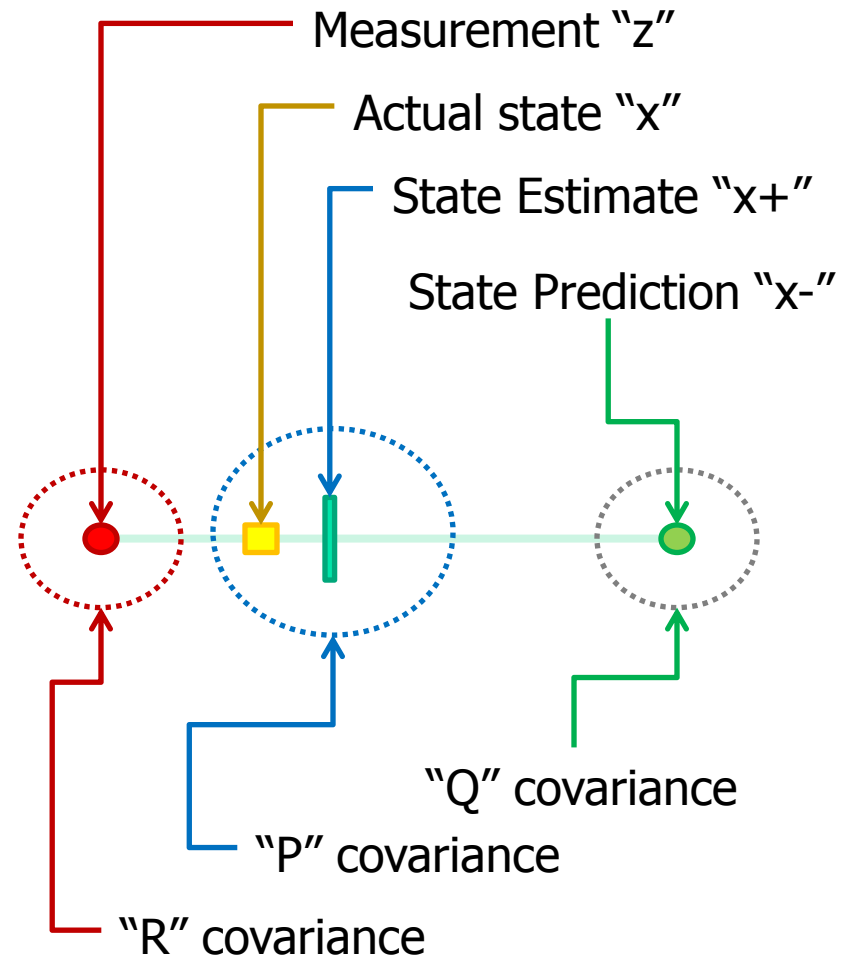 Measurement “z”
Actual state “x”
State Estimate “x+”
State Prediction “x-”
“Q” covariance
“P” covariance
“R” covariance